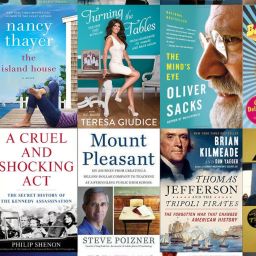 nancy
thayer
the
island house
Turning the
Tables
TERESA GIUDICE
THE
MIND'S
EYE
OLIVER
SACKS
A CRUEL
AND
SHOCKING
ACT
THE SECRET HISTORY
OF THE KENNEDY ASSASSINATION
PHILIP SHENON
Mount
Pleasant
MY JOURNEY FROM CREATING A
BILLION-DOLLAR COMPANY TO TEACHING
AT A STRUGGLING PUBLIC HIGH SCHOOL
STEVE POIZNER
BRIAN
KILMEADE
AND DON YAEGER
THOMAS
JEFFERSON
AND THE
TRIPOLI PIRATES
THE FORGOTTEN WAR THAT CHANGED
AMERICAN HISTORY